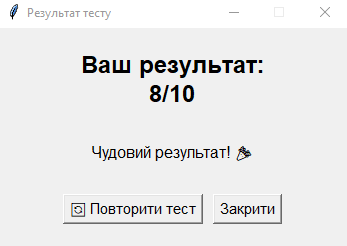 Результат тесту
Ваш результат:
8/10
Чудовий результат! 🎉
🔄 Повторити тест
Закрити